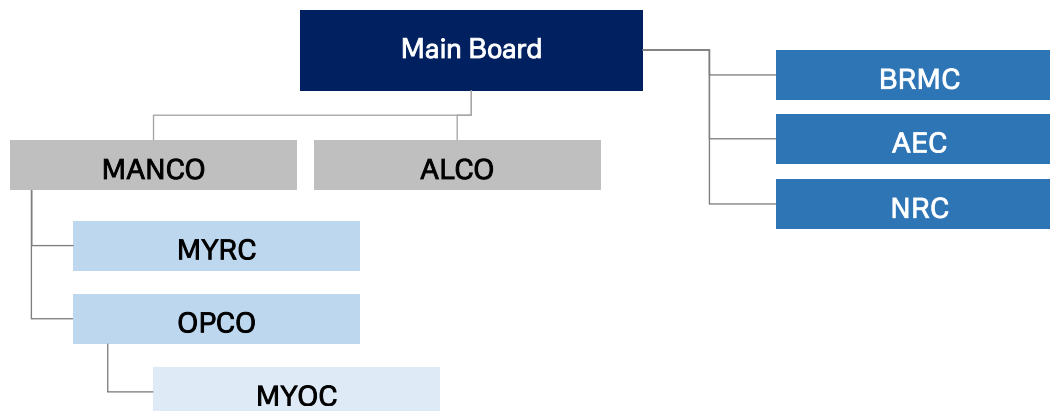 Main Board
BRMC
AEC
NRC
MANCO
ALCO
MYRC
OPCO
MYOC